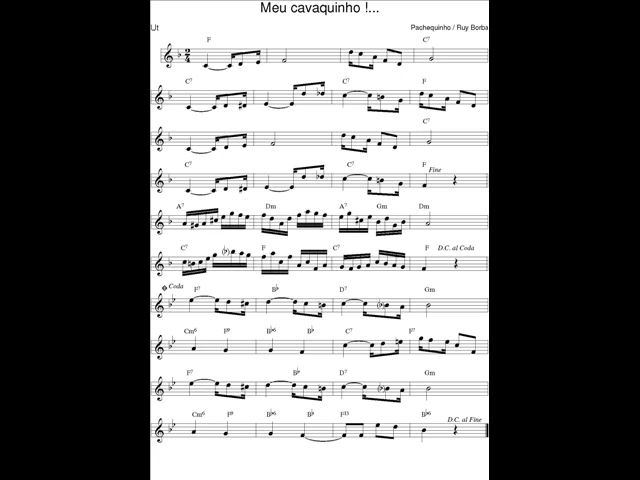 Meu cavaquinho !...
Ut
Pachequinho / Ruy Borba
F C7
C7 F
C7
C7 C7 F Fine
A7 Dm A7 Gm Dm
C7 F C7 F D.C. al Coda
Coda F7 B♭ D7 Gm
Cm6 F9 B♭6 B♭ C7 F7
F7 B♭ D7 Gm
Cm6 F9 B♭6 B♭ F13 B♭6 D.C. al Fine